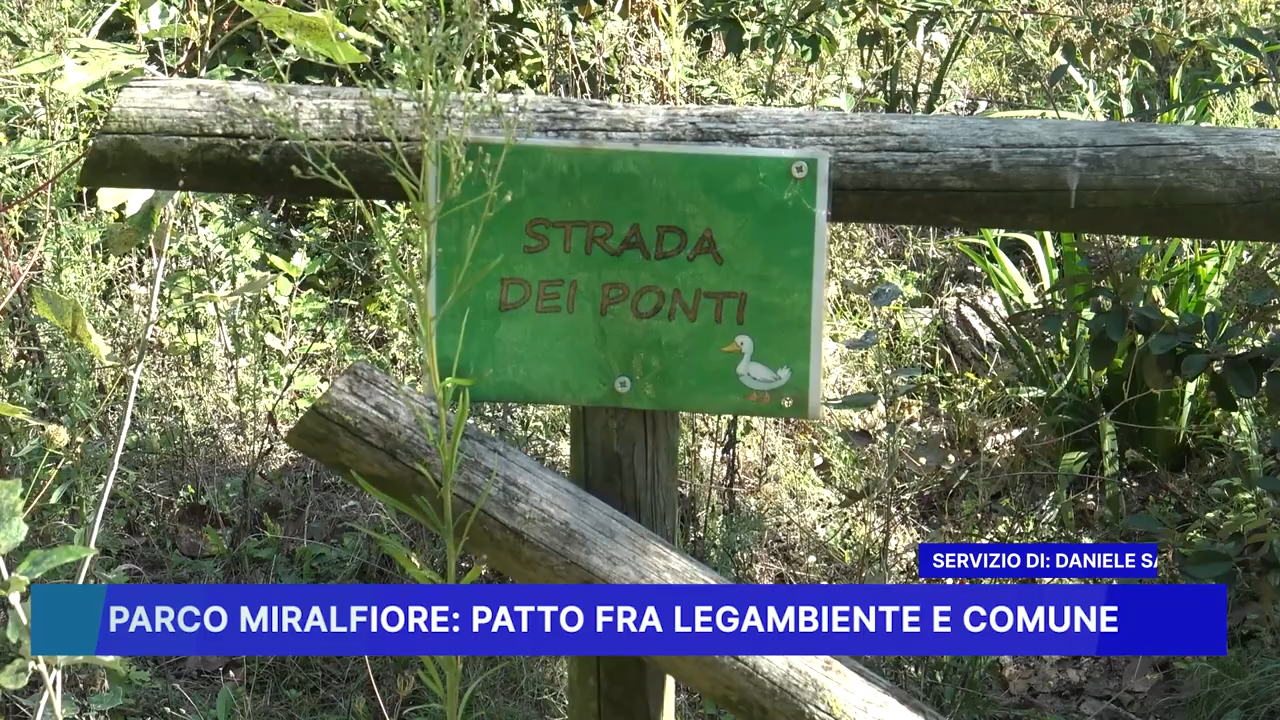 STRADA
DEI PONTI
SERVIZIO DI: DANIELE
PARCO MIRALFIORE: PATTO FRA LEGAMBIENTE E COMUNE